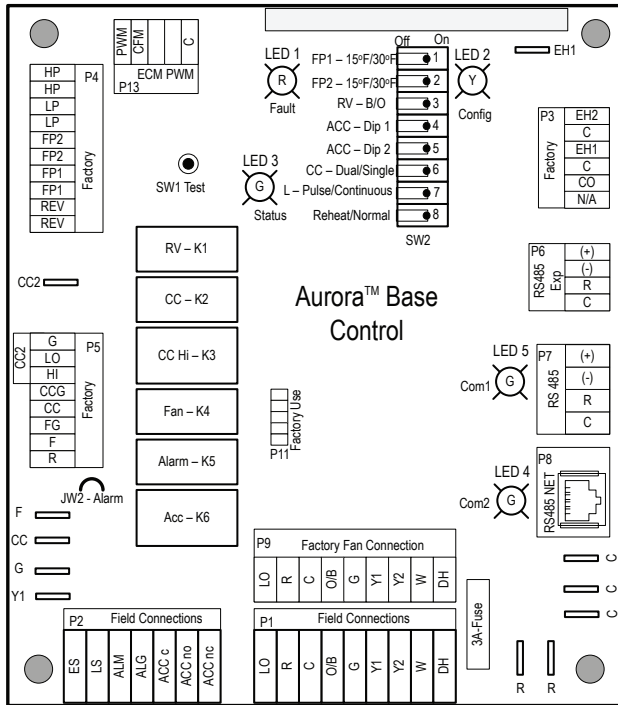 PWM
CFM
C
ECM PWM
P13
LED 1
R
Fault
Off On
FP1 – 15ºF/30ºF 1
FP2 – 15ºF/30ºF 2
RV – B/O 3
ACC – Dip 1 4
ACC – Dip 2 5
CC – Dual/Single 6
L – Pulse/Continuous 7
Reheat/Normal 8
SW2
LED 2
Y
Config
EH1
P4
Factory
HP
HP
LP
LP
FP2
FP2
FP1
FP1
REV
REV
SW1 Test
LED 3
G
Status
P3
Factory
EH2
C
EH1
C
CO
N/A
RV – K1
CC – K2
CC Hi – K3
Fan – K4
Alarm – K5
Acc – K6
CC2
Aurora™ Base
Control
P6
RS485
Exp
(+)
(-)
R
C
CC2
P5
Factory
G
LO
HI
CCG
CC
FG
F
R
Factory Use
P11
LED 5
Com1
G
P7
RS 485
(+)
(-)
R
C
JW2 - Alarm
LED 4
Com2
G
P8
RS485 NET
F
CC
G
Y1
P9 Factory Fan Connection
LO R C O/B G Y1 Y2 W DH
C
C
C
P2 Field Connections
ES LS ALM ALG ACC c ACC no ACC nc
P1 Field Connections
LO R C O/B G Y1 Y2 W DH
3A-Fuse
R R